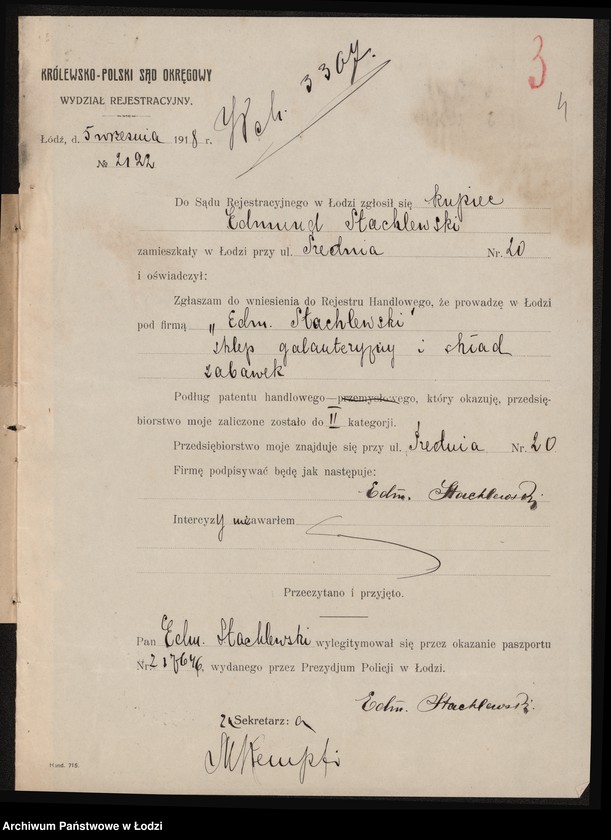 3
4
KRÓLEWSKO-POLSKI SĄD OKRĘGOWY
WYDZIAŁ REJESTRACYJNY.
Wch. 3307.
Łódź, d. 5 września 1918 r.
№ 2122
Do Sądu Rejestracyjnego w Łodzi zgłosił się kupiec
Edmund Stachlewski
zamieszkały w Łodzi przy ul. Średnia Nr. 20
i oświadczył:
Zgłaszam do wniesienia do Rejestru Handlowego, że prowadzę w Łodzi
pod firmą „Edm. Stachlewski"
sklep galanteryjny i skład
zabawek
Podług patentu handlowego—przemysłowego, który okazuję, przedsię-
biorstwo moje zaliczone zostało do II kategorji.
Przedsiębiorstwo moje znajduje się przy ul. Średnia Nr. 20
Firmę podpisywać będę jak następuje:
Edm. Stachlewski
Intercyzy nie zawarłem
Przeczytano i przyjęto.
Pan Edm. Stachlewski wylegitymował się przez okazanie paszportu
Nr. wydanego przez Prezydjum Policji w Łodzi.
Edm. Stachlewski.
Sekretarz:
Hand. 715.
Archiwum Państwowe w Łodzi